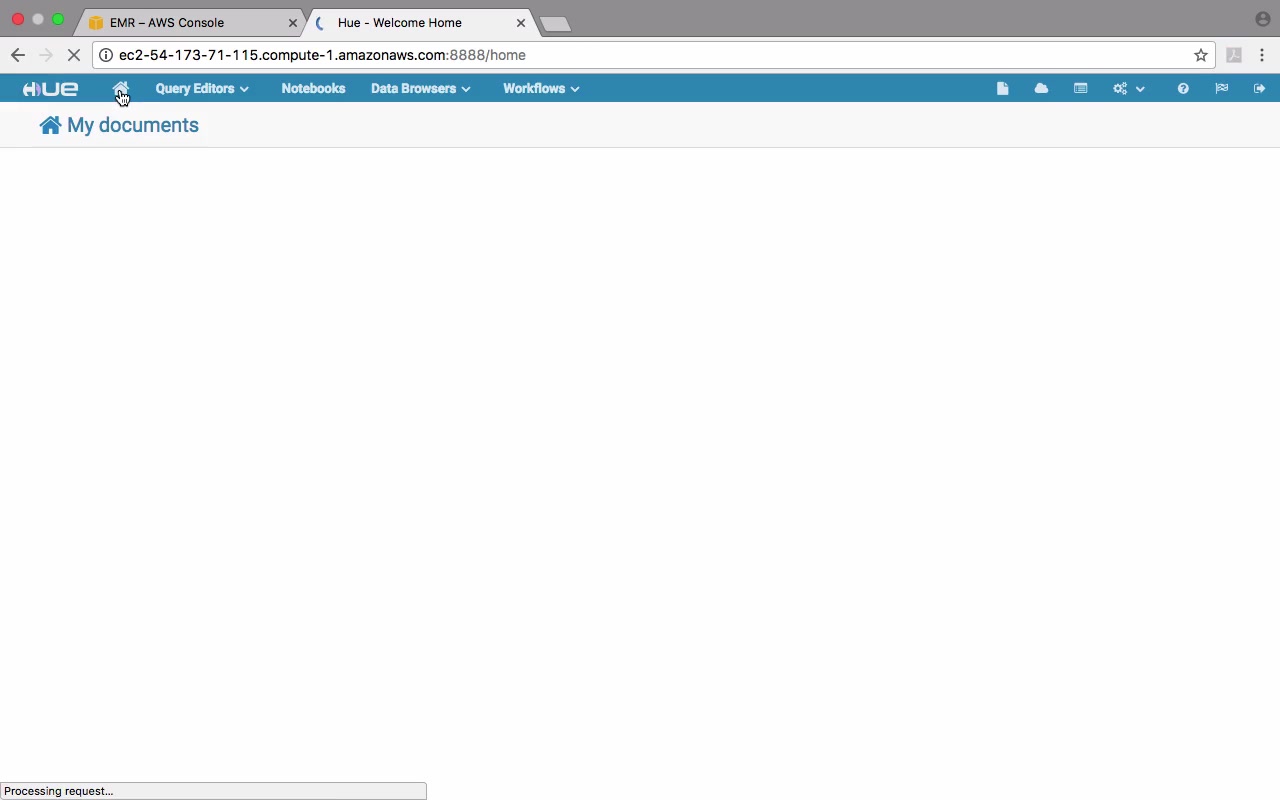 EMR – AWS Console
Hue - Welcome Home
ec2-54-173-71-115.compute-1.amazonaws.com:8888/home
HUE Query Editors Notebooks Data Browsers Workflows
My documents
Processing request...